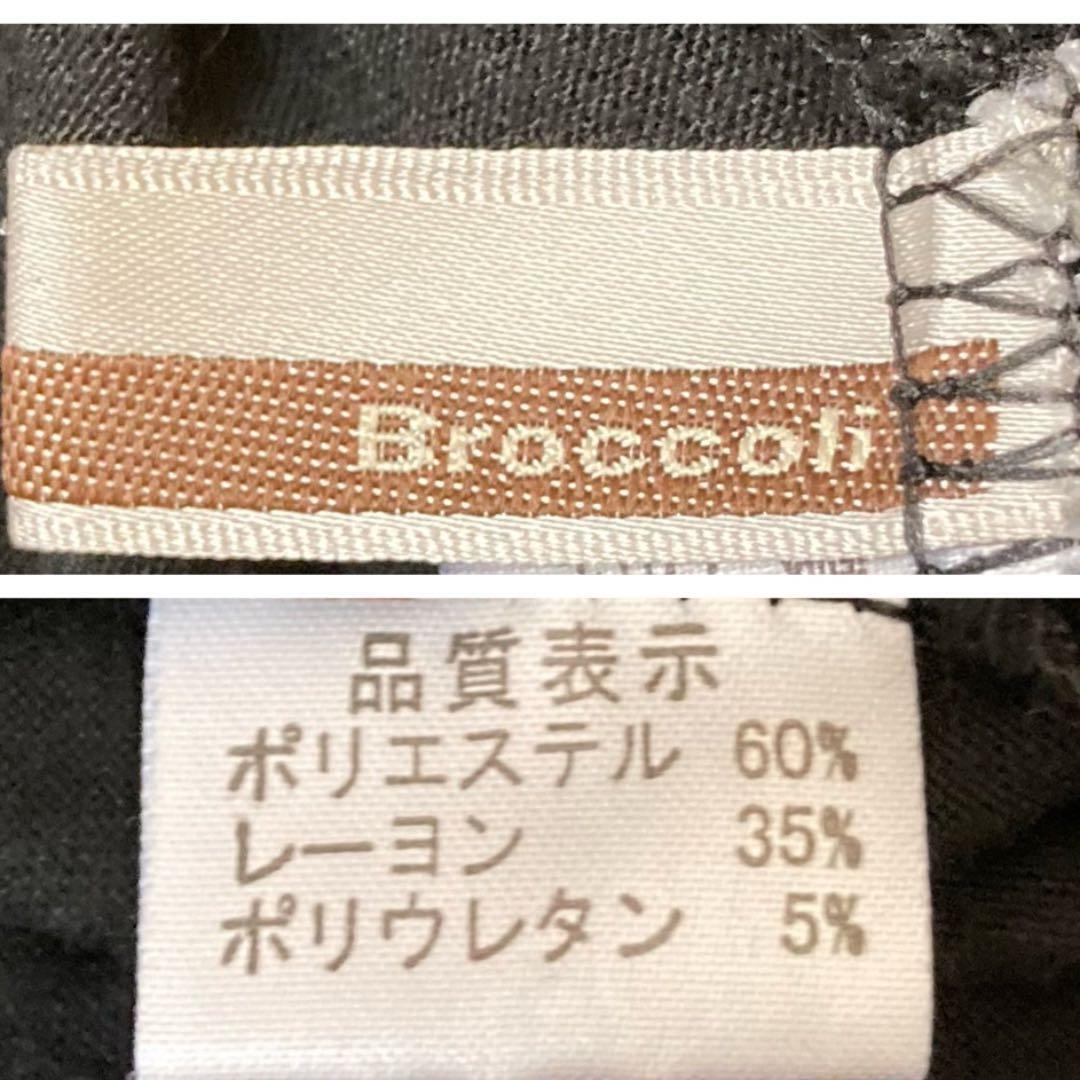 Broccoli
品質表示
ポリエステル 60%
レーヨン 35%
ポリウレタン 5%